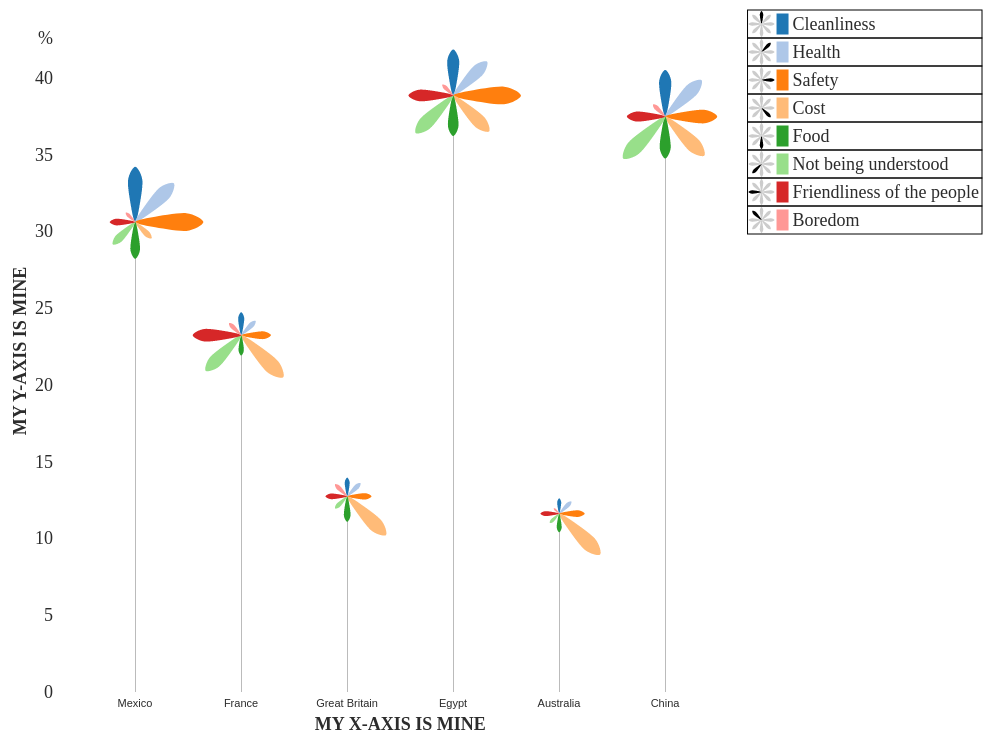 %
40
35
30
25
20
15
10
5
0
MY Y-AXIS IS MINE
Mexico
France
Great Britain
Egypt
Australia
China
MY X-AXIS IS MINE
Cleanliness
Health
Safety
Cost
Food
Not being understood
Friendliness of the people
Boredom